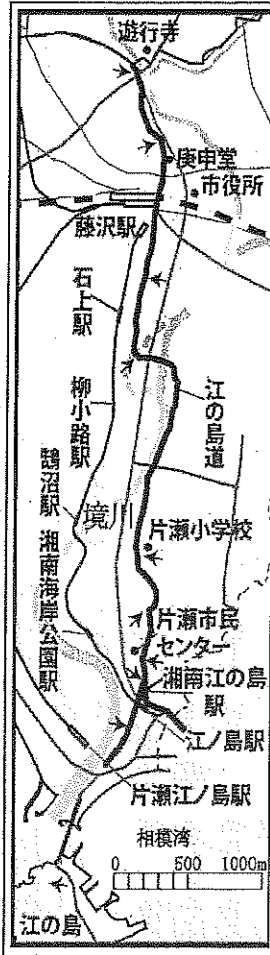 遊行寺
庚申堂
市役所
藤沢駅
石上駅
江の島道
柳小路駅
境川
鵠沼駅
湘南海岸公園駅
片瀬小学校
片瀬市民
センター
湘南江の島
駅
江ノ島駅
片瀬江ノ島駅
相模湾
0 500 1000m
江の島